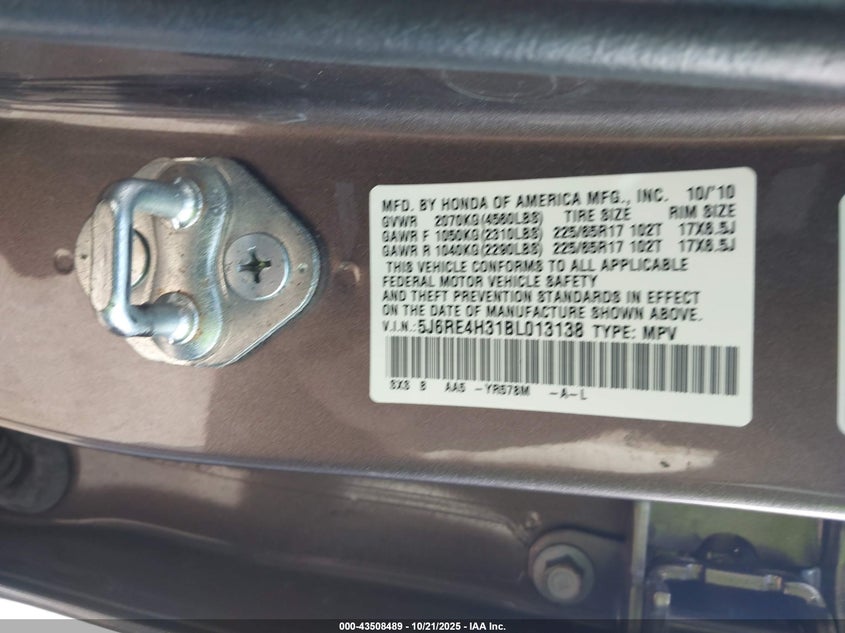 MFD. BY HONDA OF AMERICA MFG., INC. 10/'10
GVWR 2070KG(4560LBS) TIRE SIZE RIM SIZE
GAWR F 1050KG(2310LBS) 225/65R17 102T 17X6.5J
GAWR R 1040KG(2290LBS) 225/65R17 102T 17X6.5J
THIS VEHICLE CONFORMS TO ALL APPLICABLE
FEDERAL MOTOR VEHICLE SAFETY
AND THEFT PREVENTION STANDARDS IN EFFECT
ON THE DATE OF MANUFACTURE SHOWN ABOVE.
V.I.N.: 5J6RE4H31BL013138 TYPE: MPV
SXS 8 AA5 -YR578M -A-L
000-43508489 - 10/21/2025 - IAA Inc.